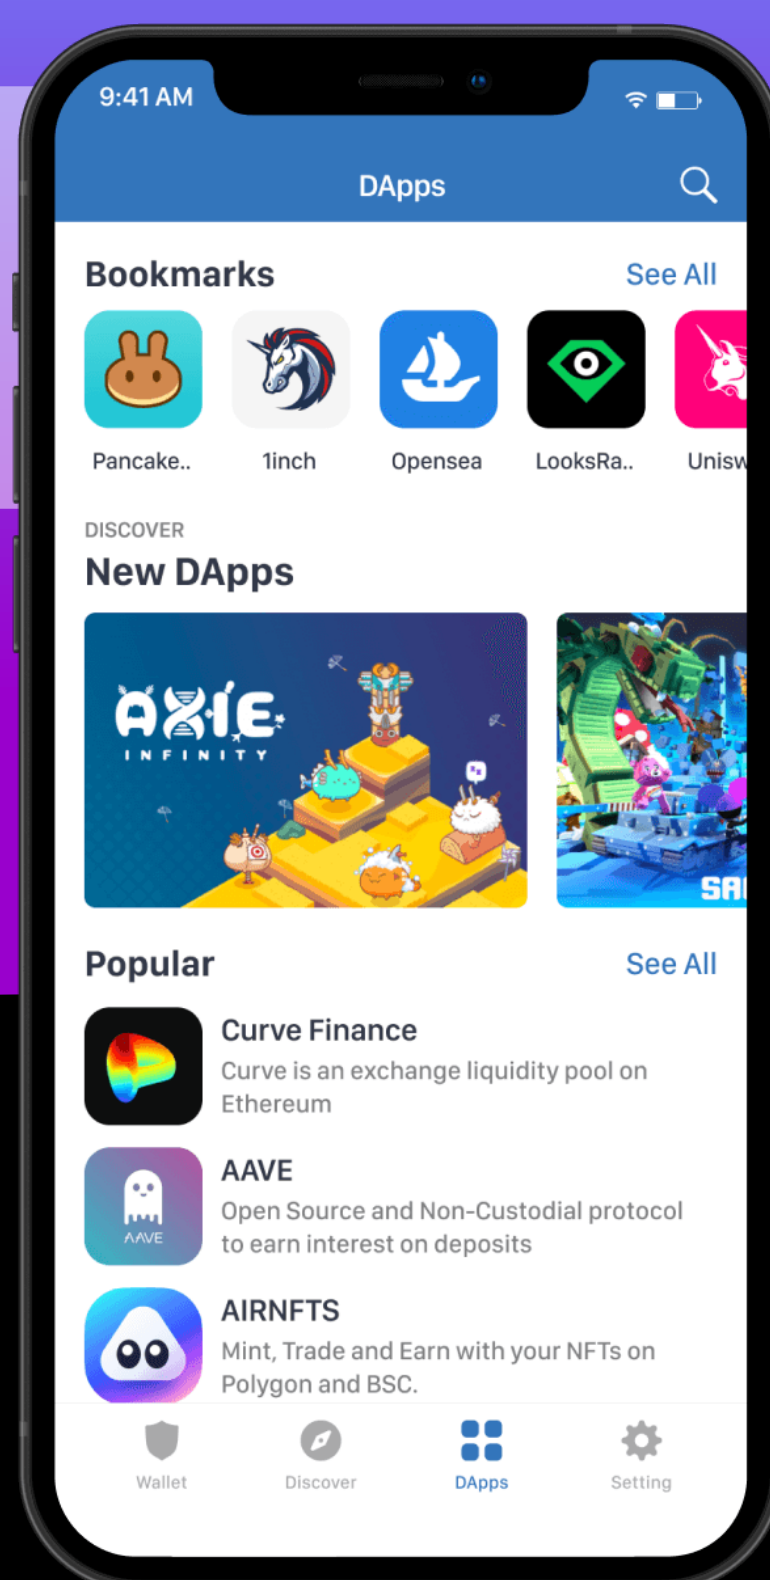 9:41 AM
DApps
Bookmarks
See All
Pancake..
1inch
Opensea
LooksRa..
Unisw
DISCOVER
New DApps
AXIE
INFINITY
SA
Popular
See All
Curve Finance
Curve is an exchange liquidity pool on
Ethereum
AAVE
AAVE
Open Source and Non-Custodial protocol
to earn interest on deposits
AIRNFTS
Mint, Trade and Earn with your NFTs on
Polygon and BSC.
Wallet
Discover
DApps
Setting